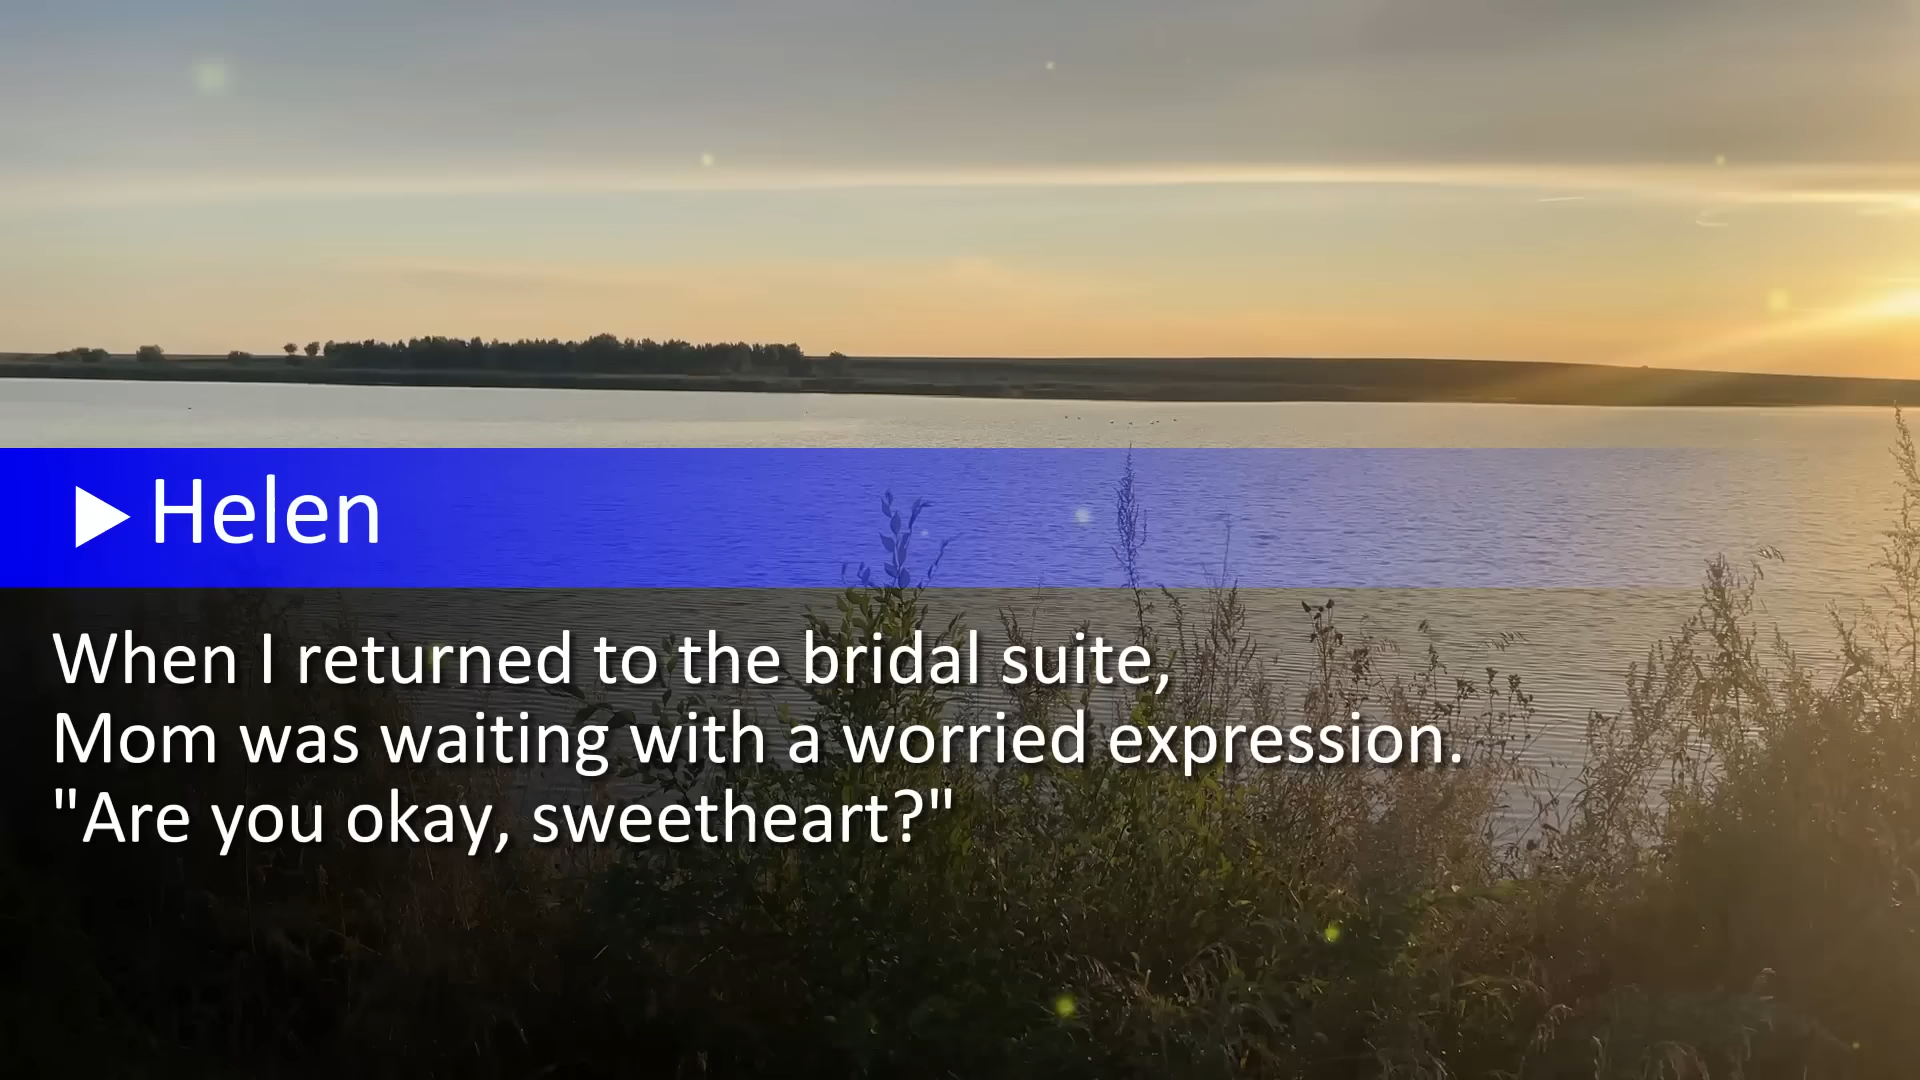 Helen
When I returned to the bridal suite,
Mom was waiting with a worried expression.
"Are you okay, sweetheart?"